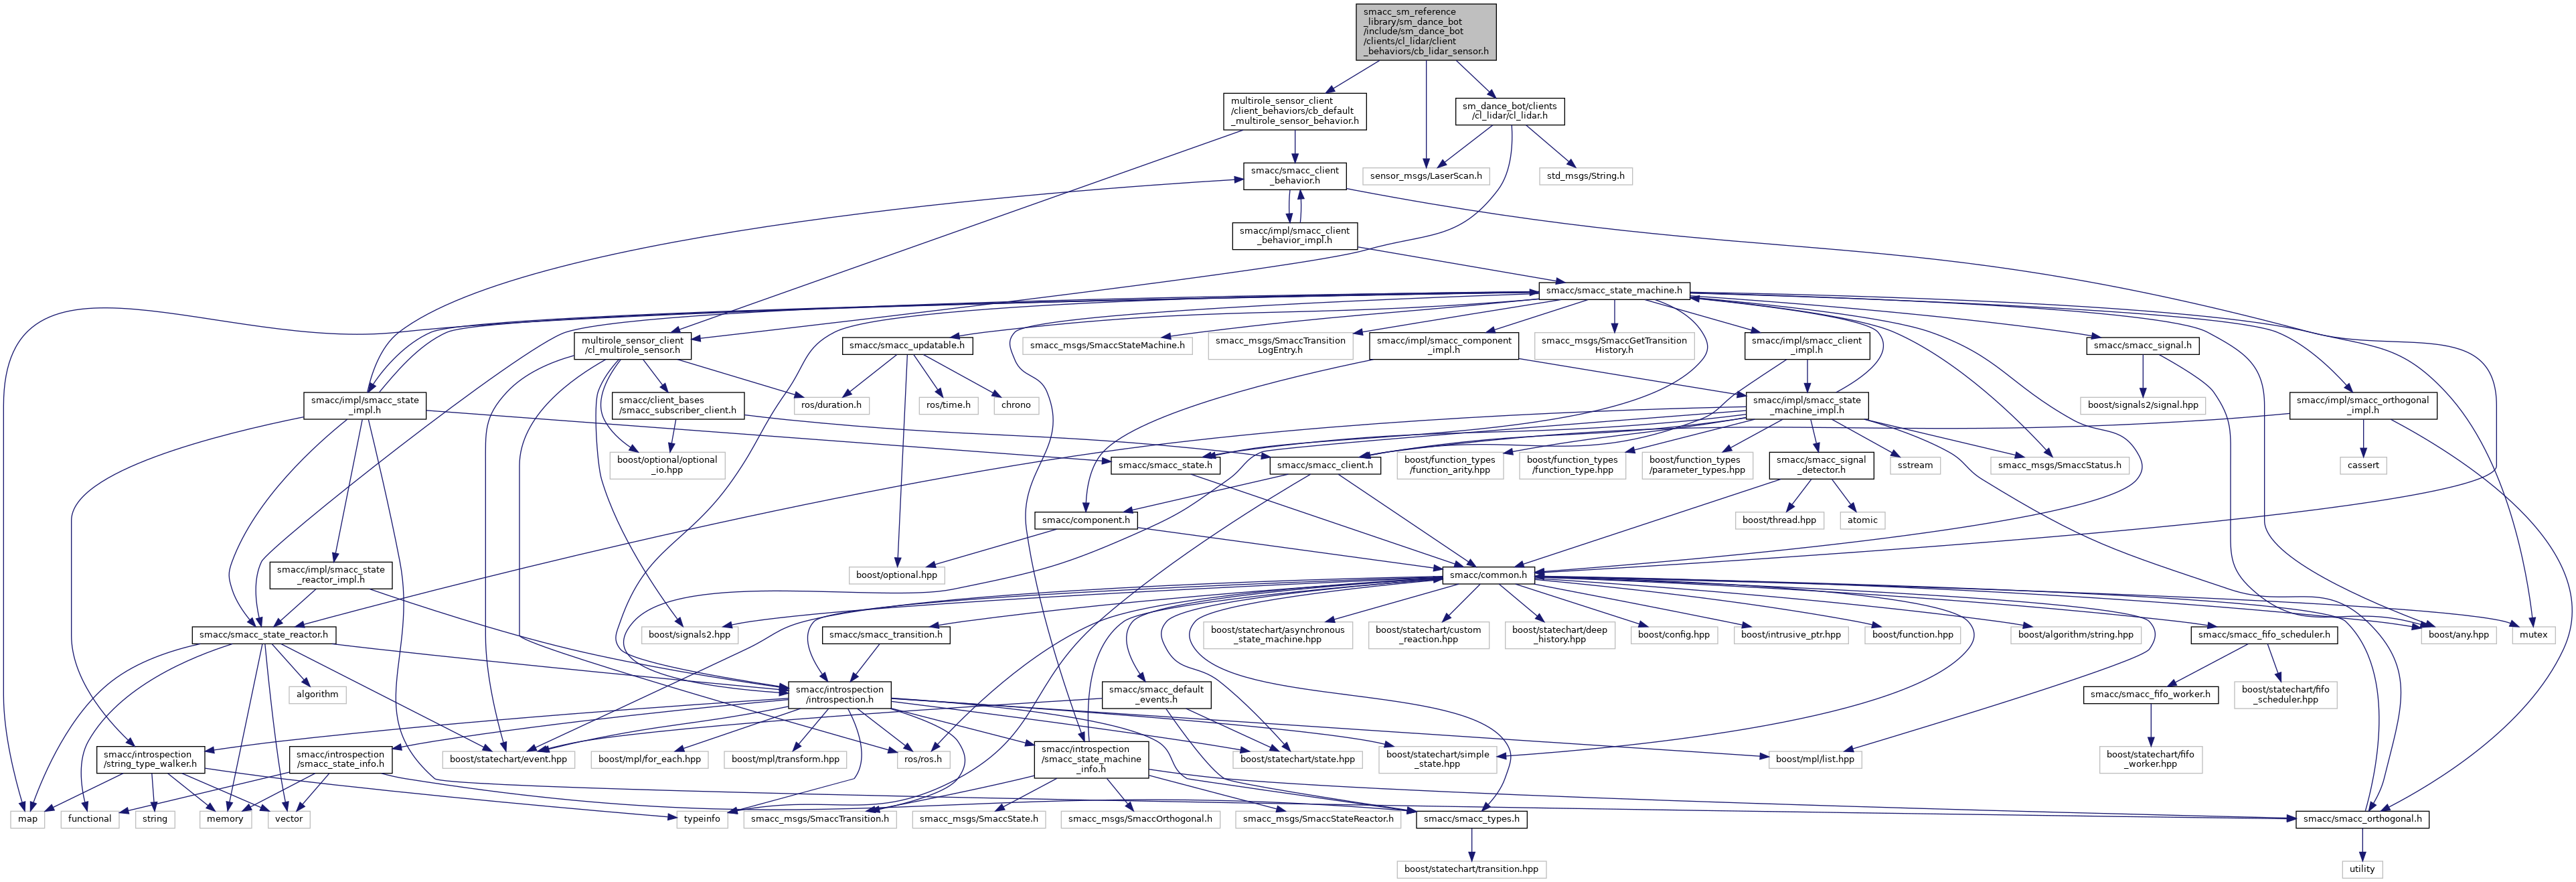 smacc_sm_reference
_library/sm_dance_bot
/include/sm_dance_bot
/clients/cl_lidar/client
_behaviors/cb_lidar_sensor.h
multirole_sensor_client
/client_behaviors/cb_default
_multirole_sensor_behavior.h
sm_dance_bot/clients
/cl_lidar/cl_lidar.h
smacc/smacc_client
_behavior.h
sensor_msgs/LaserScan.h
std_msgs/String.h
smacc/impl/smacc_client
_behavior_impl.h
smacc/smacc_state_machine.h
multirole_sensor_client
/cl_multirole_sensor.h
smacc/smacc_updatable.h
smacc_msgs/SmaccStateMachine.h
smacc_msgs/SmaccTransition
LogEntry.h
smacc/impl/smacc_component
_impl.h
smacc_msgs/SmaccGetTransition
History.h
smacc/impl/smacc_client
_impl.h
smacc/smacc_signal.h
smacc/impl/smacc_state
_impl.h
smacc/client_bases
/smacc_subscriber_client.h
ros/duration.h
ros/time.h
chrono
smacc/impl/smacc_state
_machine_impl.h
boost/signals2/signal.hpp
smacc/impl/smacc_orthogonal
_impl.h
boost/optional/optional
_io.hpp
smacc/smacc_state.h
smacc/smacc_client.h
boost/function_types
/function_arity.hpp
boost/function_types
/function_type.hpp
boost/function_types
/parameter_types.hpp
smacc/smacc_signal
_detector.h
sstream
smacc_msgs/SmaccStatus.h
cassert
smacc/component.h
boost/thread.hpp
atomic
smacc/impl/smacc_state
_reactor_impl.h
boost/optional.hpp
smacc/common.h
smacc/smacc_state_reactor.h
boost/signals2.hpp
smacc/smacc_transition.h
boost/statechart/asynchronous
_state_machine.hpp
boost/statechart/custom
_reaction.hpp
boost/statechart/deep
_history.hpp
boost/config.hpp
boost/intrusive_ptr.hpp
boost/function.hpp
boost/algorithm/string.hpp
smacc/smacc_fifo_scheduler.h
boost/any.hpp
mutex
algorithm
smacc/introspection
/introspection.h
smacc/smacc_default
_events.h
smacc/smacc_fifo_worker.h
boost/statechart/fifo
_scheduler.hpp
smacc/introspection
/string_type_walker.h
smacc/introspection
/smacc_state_info.h
boost/statechart/event.hpp
boost/mpl/for_each.hpp
boost/mpl/transform.hpp
ros/ros.h
smacc/introspection
/smacc_state_machine
_info.h
boost/statechart/state.hpp
boost/statechart/simple
_state.hpp
boost/mpl/list.hpp
boost/statechart/fifo
_worker.hpp
map
functional
string
memory
vector
typeinfo
smacc_msgs/SmaccTransition.h
smacc_msgs/SmaccState.h
smacc_msgs/SmaccOrthogonal.h
smacc_msgs/SmaccStateReactor.h
smacc/smacc_types.h
smacc/smacc_orthogonal.h
boost/statechart/transition.hpp
utility